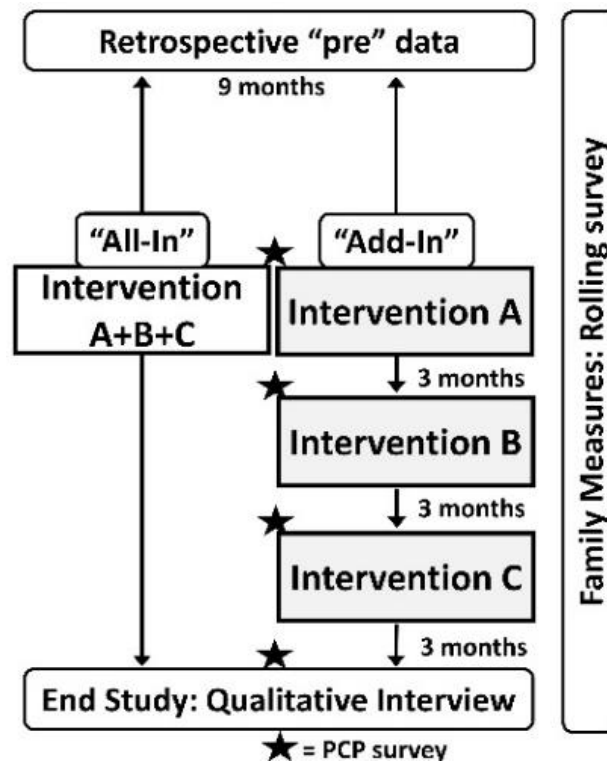 Retrospective “pre” data
9 months
“All-In”
“Add-In”
Intervention
A+B+C
Intervention A
3 months
Intervention B
3 months
Intervention C
3 months
End Study: Qualitative Interview
= PCP survey
Family Measures: Rolling survey